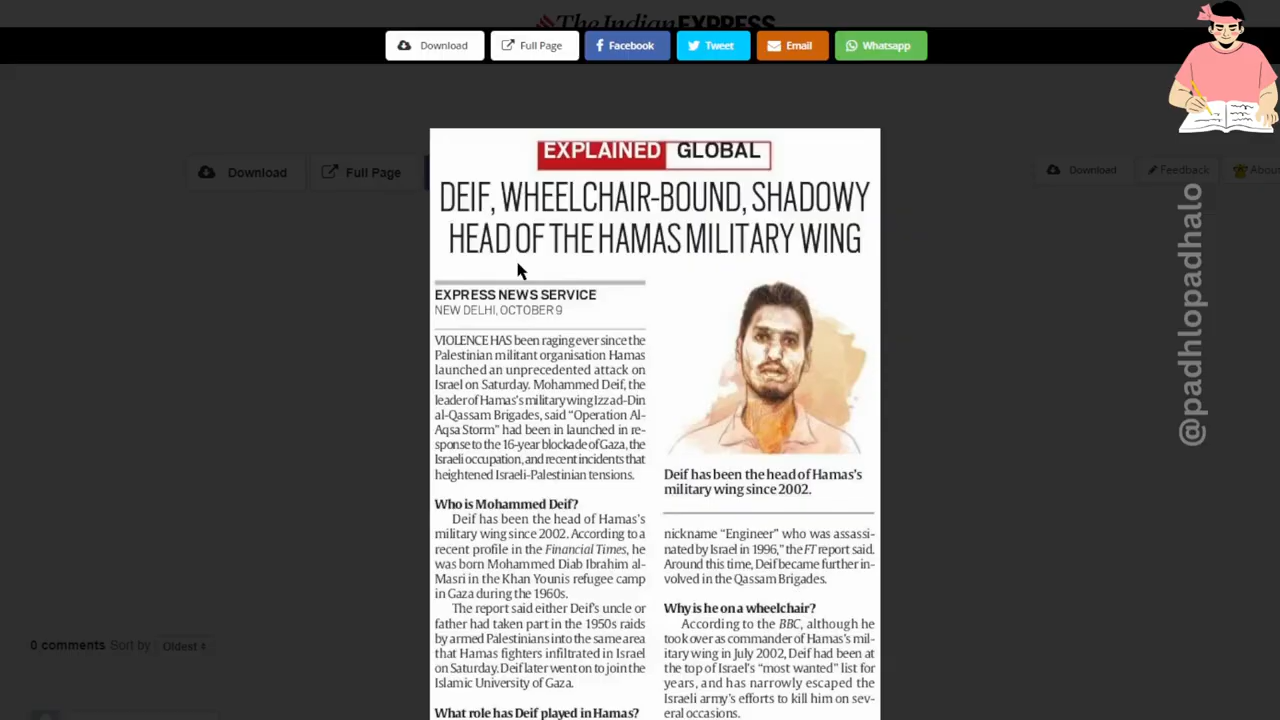 The Indian EXPRESS
Download
Full Page
Facebook
Tweet
Email
Whatsapp
Download
Full Page
Download
Feedback
About
@padhlopadhalo
EXPLAINED GLOBAL
DEIF, WHEELCHAIR-BOUND, SHADOWY
HEAD OF THE HAMAS MILITARY WING
EXPRESS NEWS SERVICE
NEW DELHI, OCTOBER 9
VIOLENCE HAS been raging ever since the
Palestinian militant organisation Hamas
launched an unprecedented attack on
Israel on Saturday. Mohammed Deif, the
leader of Hamas's military wing Izzad-Din
al-Qassam Brigades, said "Operation Al-
Aqsa Storm" had been in launched in re-
sponse to the 16-year blockade of Gaza, the
Israeli occupation, and recent incidents that
heightened Israeli-Palestinian tensions.
Who is Mohammed Deif?
Deif has been the head of Hamas's
military wing since 2002. According to a
recent profile in the Financial Times, he
was born Mohammed Diab Ibrahim al-
Masri in the Khan Younis refugee camp
in Gaza during the 1960s.
The report said either Deif's uncle or
father had taken part in the 1950s raids
by armed Palestinians into the same area
that Hamas fighters infiltrated in Israel
on Saturday. Deif later went on to join the
Islamic University of Gaza.
What role has Deif played in Hamas?
Deif has been the head of Hamas's
military wing since 2002.
nickname "Engineer" who was assassi-
nated by Israel in 1996," the FT report said.
Around this time, Deif became further in-
volved in the Qassam Brigades.
Why is he on a wheelchair?
According to the BBC, although he
took over as commander of Hamas's mil-
itary wing in July 2002, Deif had been at
the top of Israel's "most wanted" list for
years, and has narrowly escaped the
Israeli army's efforts to kill him on sev-
eral occasions.
0 comments Sort by Oldest